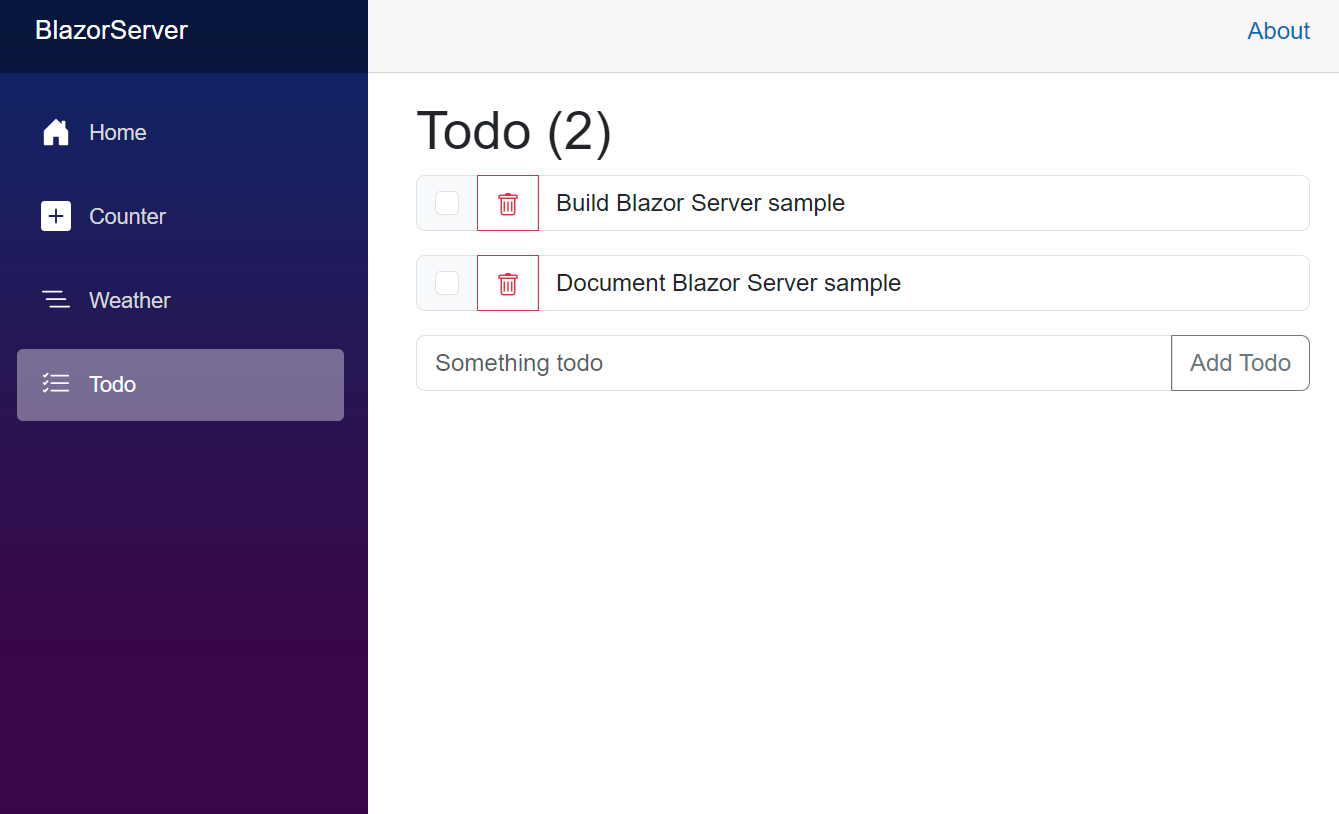 BlazorServer
About
Home
Counter
Weather
Todo
Todo (2)
Build Blazor Server sample
Document Blazor Server sample
Something todo
Add Todo